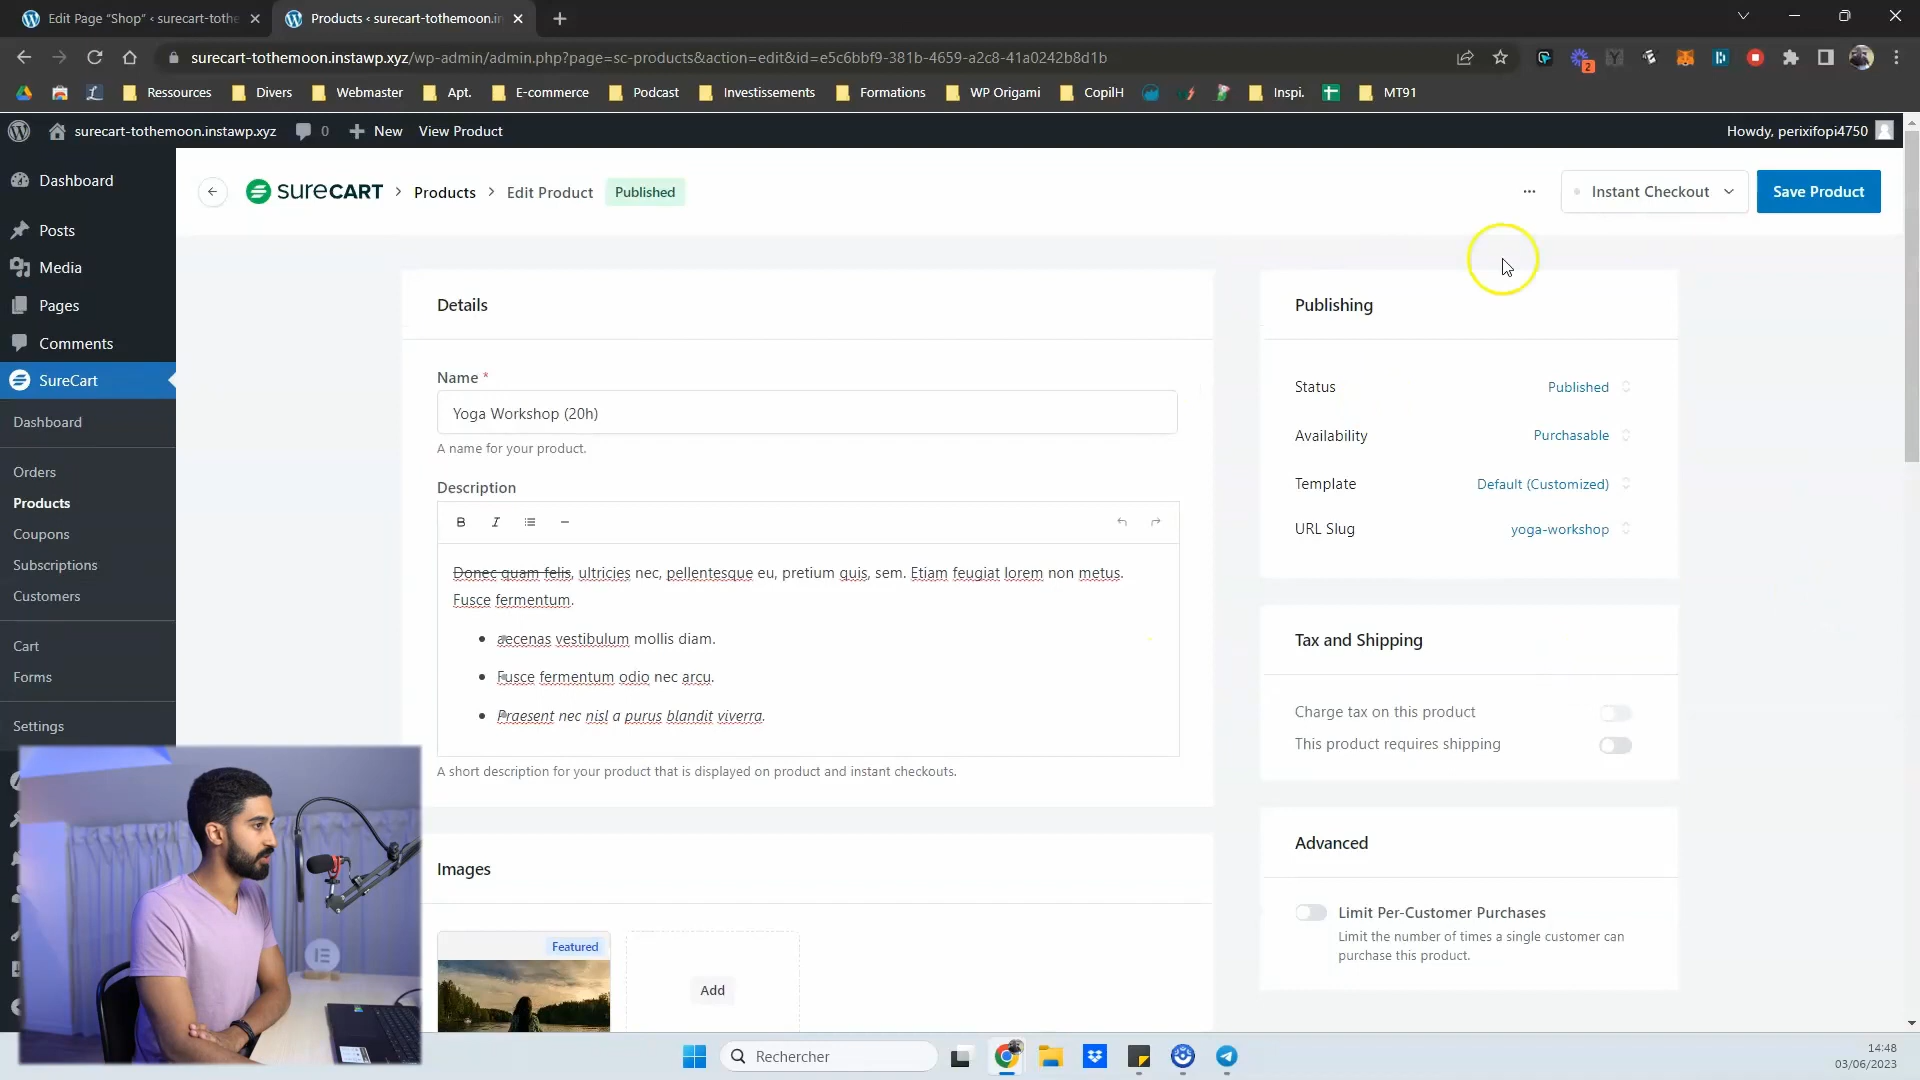 Edit Page "Shop" ‹ surecart-tothe
Products ‹ surecart-tothemoon.in
surecart-tothemoon.instawp.xyz/wp-admin/admin.php?page=sc-products&action=edit&id=e5c6bbf9-381b-4659-a2c8-41a0242b8d1b
2
Ressources
Divers
Webmaster
Apt.
E-commerce
Podcast
Investissements
Formations
WP Origami
CopilH
Inspi.
MT91
surecart-tothemoon.instawp.xyz
0
New
View Product
Howdy, perixifopi4750
Dashboard
Posts
Media
Pages
Comments
SureCart
Dashboard
Orders
Products
Coupons
Subscriptions
Customers
Cart
Forms
Settings
SURECART
Products
Edit Product
Published
Instant Checkout
Save Product
Details
Name *
Yoga Workshop (20h)
A name for your product.
Description
B I
Donec quam felis, ultricies nec, pellentesque eu, pretium quis, sem. Etiam feugiat lorem non metus.
Fusce fermentum.
aecenas vestibulum mollis diam.
Fusce fermentum odio nec arcu.
Praesent nec nisl a purus blandit viverra.
A short description for your product that is displayed on product and instant checkouts.
Images
Featured
Add
Publishing
Status
Published
Availability
Purchasable
Template
Default (Customized)
URL Slug
yoga-workshop
Tax and Shipping
Charge tax on this product
This product requires shipping
Advanced
Limit Per-Customer Purchases
Limit the number of times a single customer can
purchase this product.
Rechercher
14:48
03/06/2023